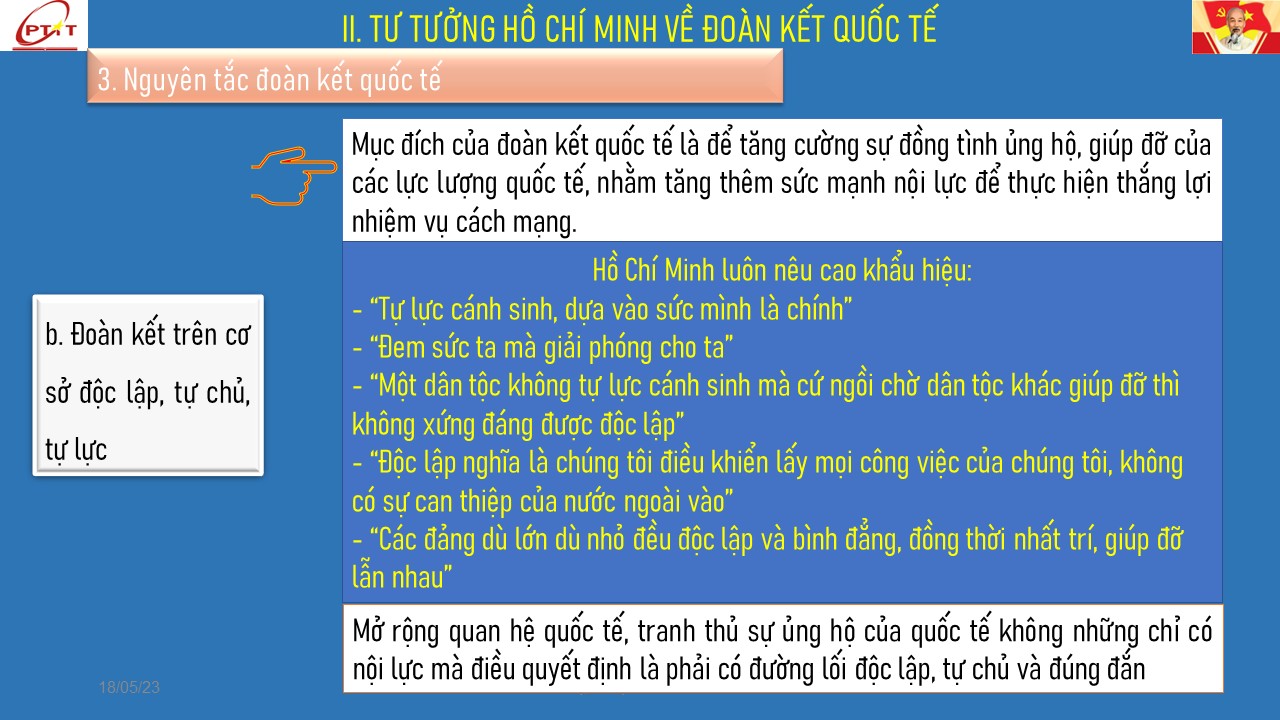 PTIT
II. TƯ TƯỞNG HỒ CHÍ MINH VỀ ĐOÀN KẾT QUỐC TẾ
3. Nguyên tắc đoàn kết quốc tế
Mục đích của đoàn kết quốc tế là để tăng cường sự đồng tình ủng hộ, giúp đỡ của
các lực lượng quốc tế, nhằm tăng thêm sức mạnh nội lực để thực hiện thắng lợi
nhiệm vụ cách mạng.
b. Đoàn kết trên cơ
sở độc lập, tự chủ,
tự lực
Hồ Chí Minh luôn nêu cao khẩu hiệu:
- “Tự lực cánh sinh, dựa vào sức mình là chính”
- “Đem sức ta mà giải phóng cho ta”
- “Một dân tộc không tự lực cánh sinh mà cứ ngồi chờ dân tộc khác giúp đỡ thì
không xứng đáng được độc lập”
- “Độc lập nghĩa là chúng tôi điều khiển lấy mọi công việc của chúng tôi, không
có sự can thiệp của nước ngoài vào”
- “Các đảng dù lớn dù nhỏ đều độc lập và bình đẳng, đồng thời nhất trí, giúp đỡ
lẫn nhau”
Mở rộng quan hệ quốc tế, tranh thủ sự ủng hộ của quốc tế không những chỉ có
nội lực mà điều quyết định là phải có đường lối độc lập, tự chủ và đúng đắn
18/05/23